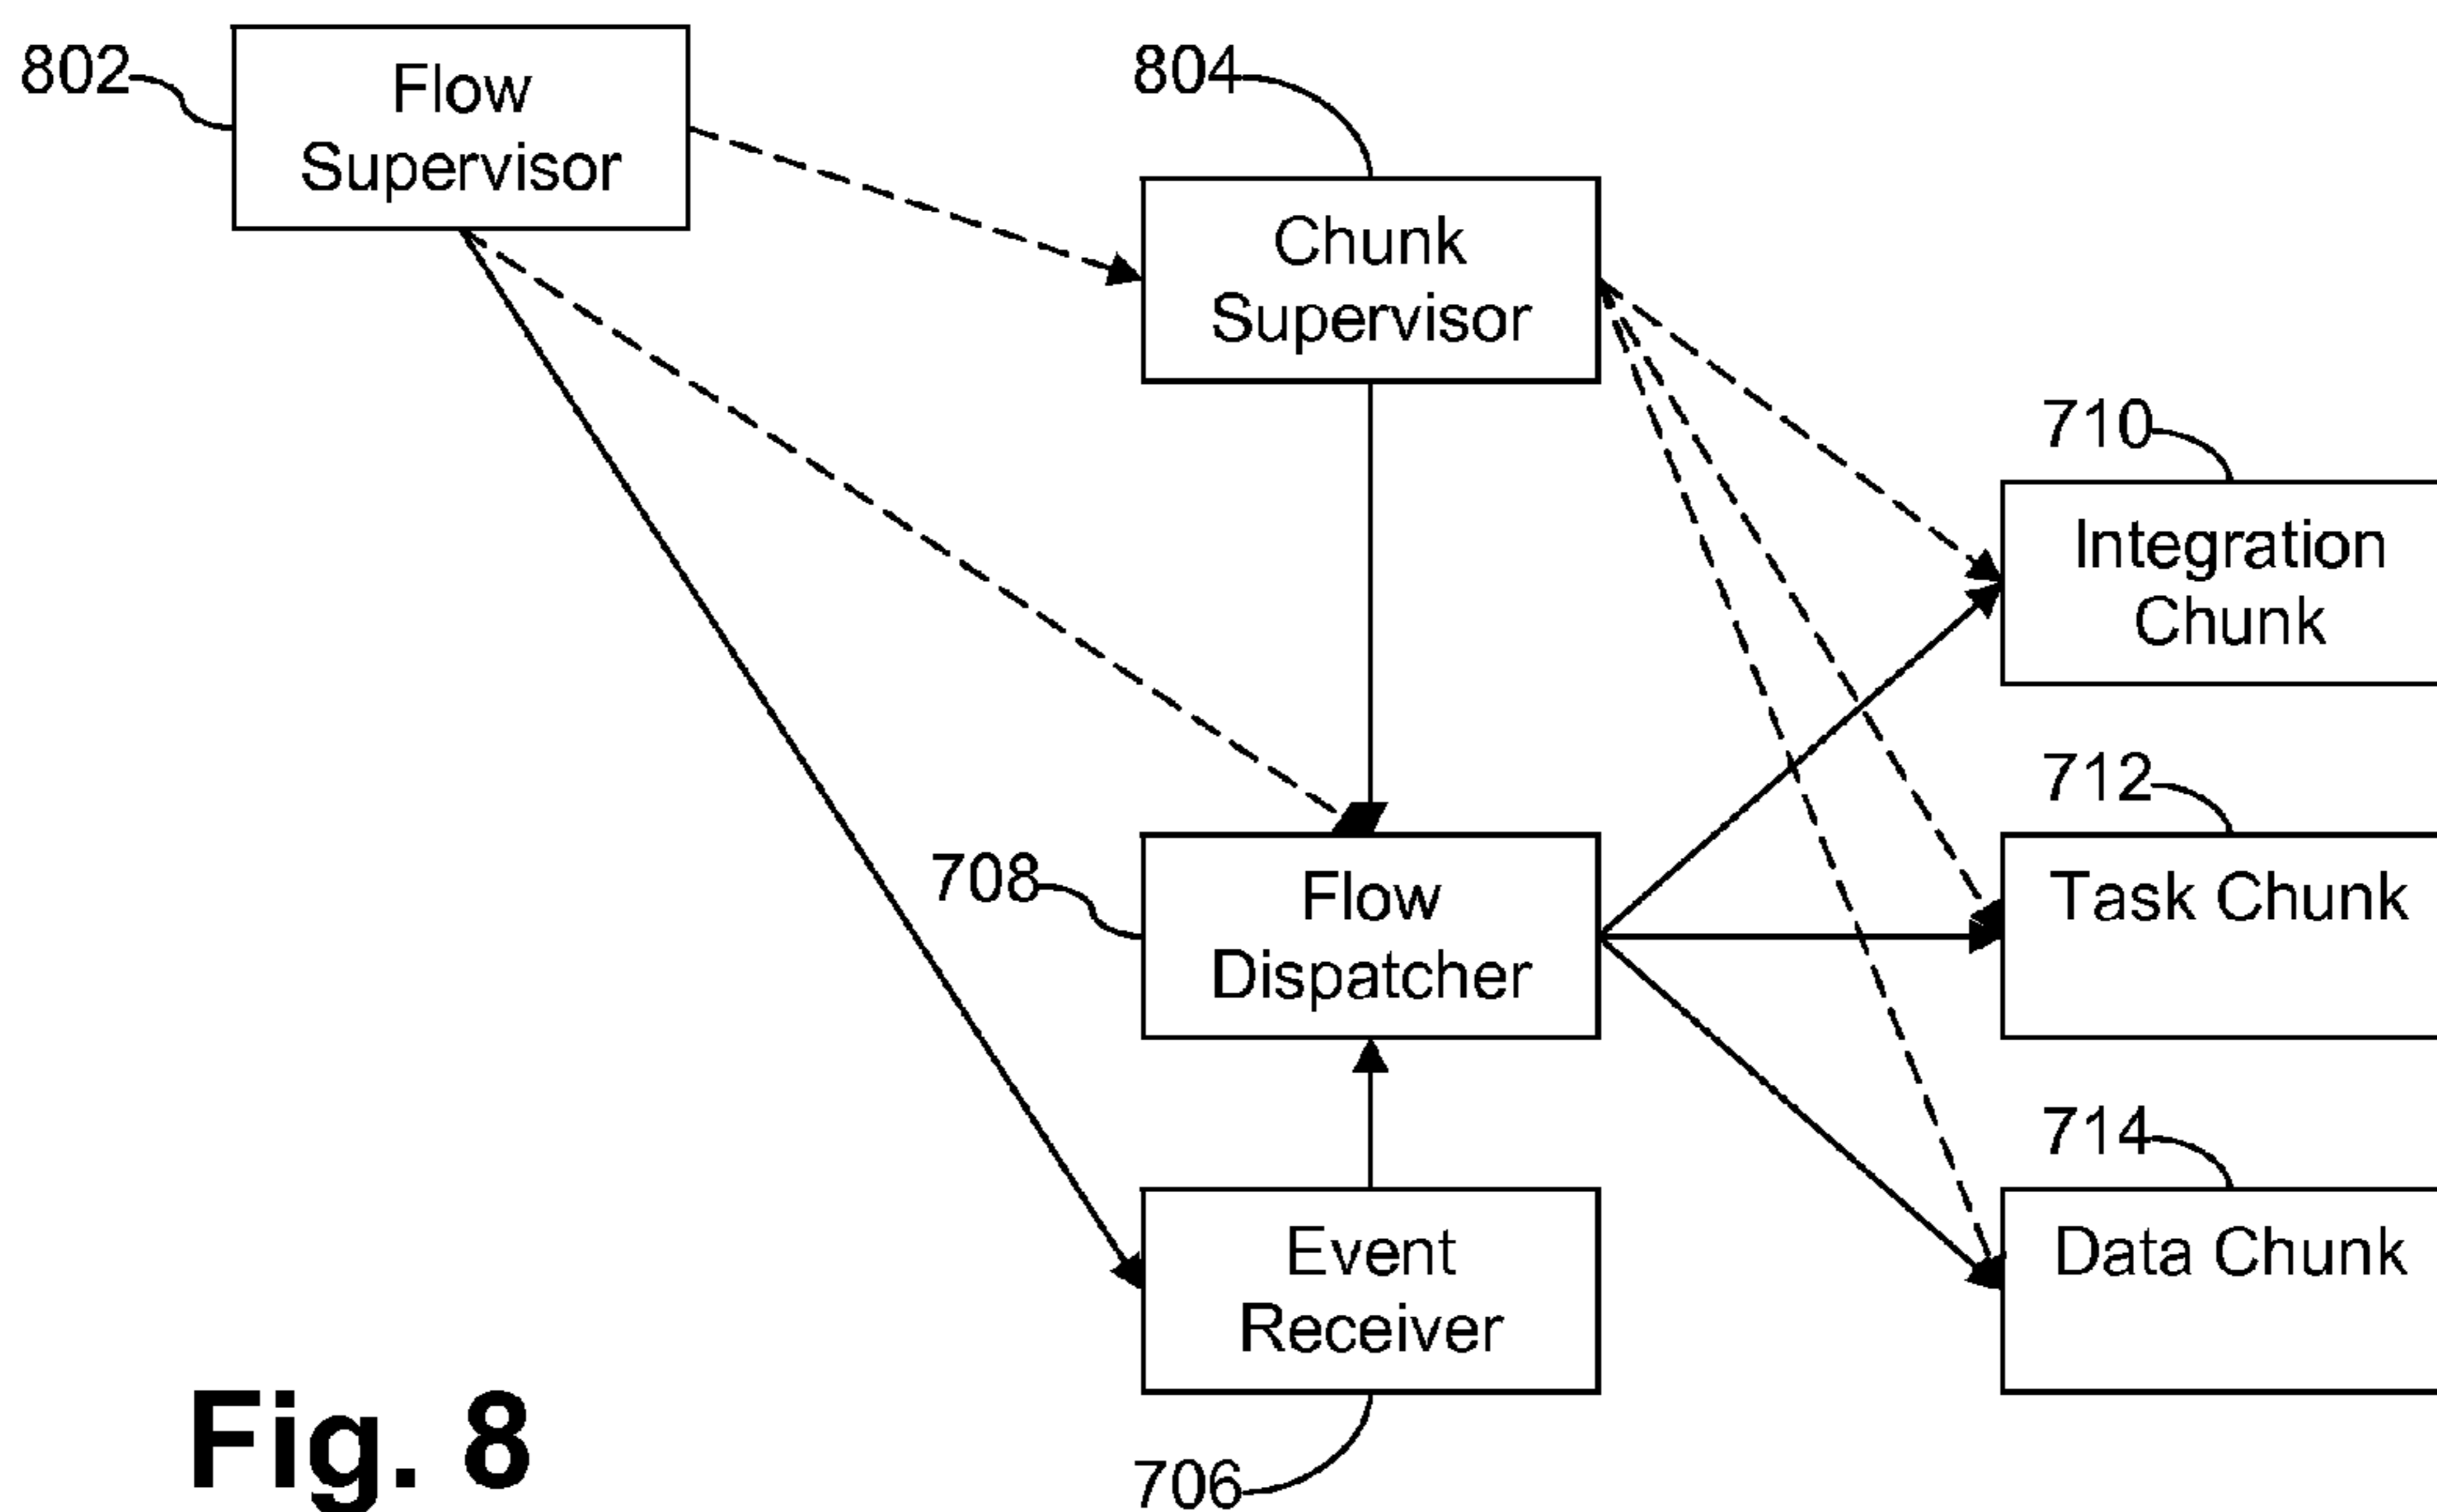 802
Flow
Supervisor
804
Chunk
Supervisor
710
Integration
Chunk
712
Task Chunk
708
Flow
Dispatcher
714
Data Chunk
Event
Receiver
706
Fig. 8